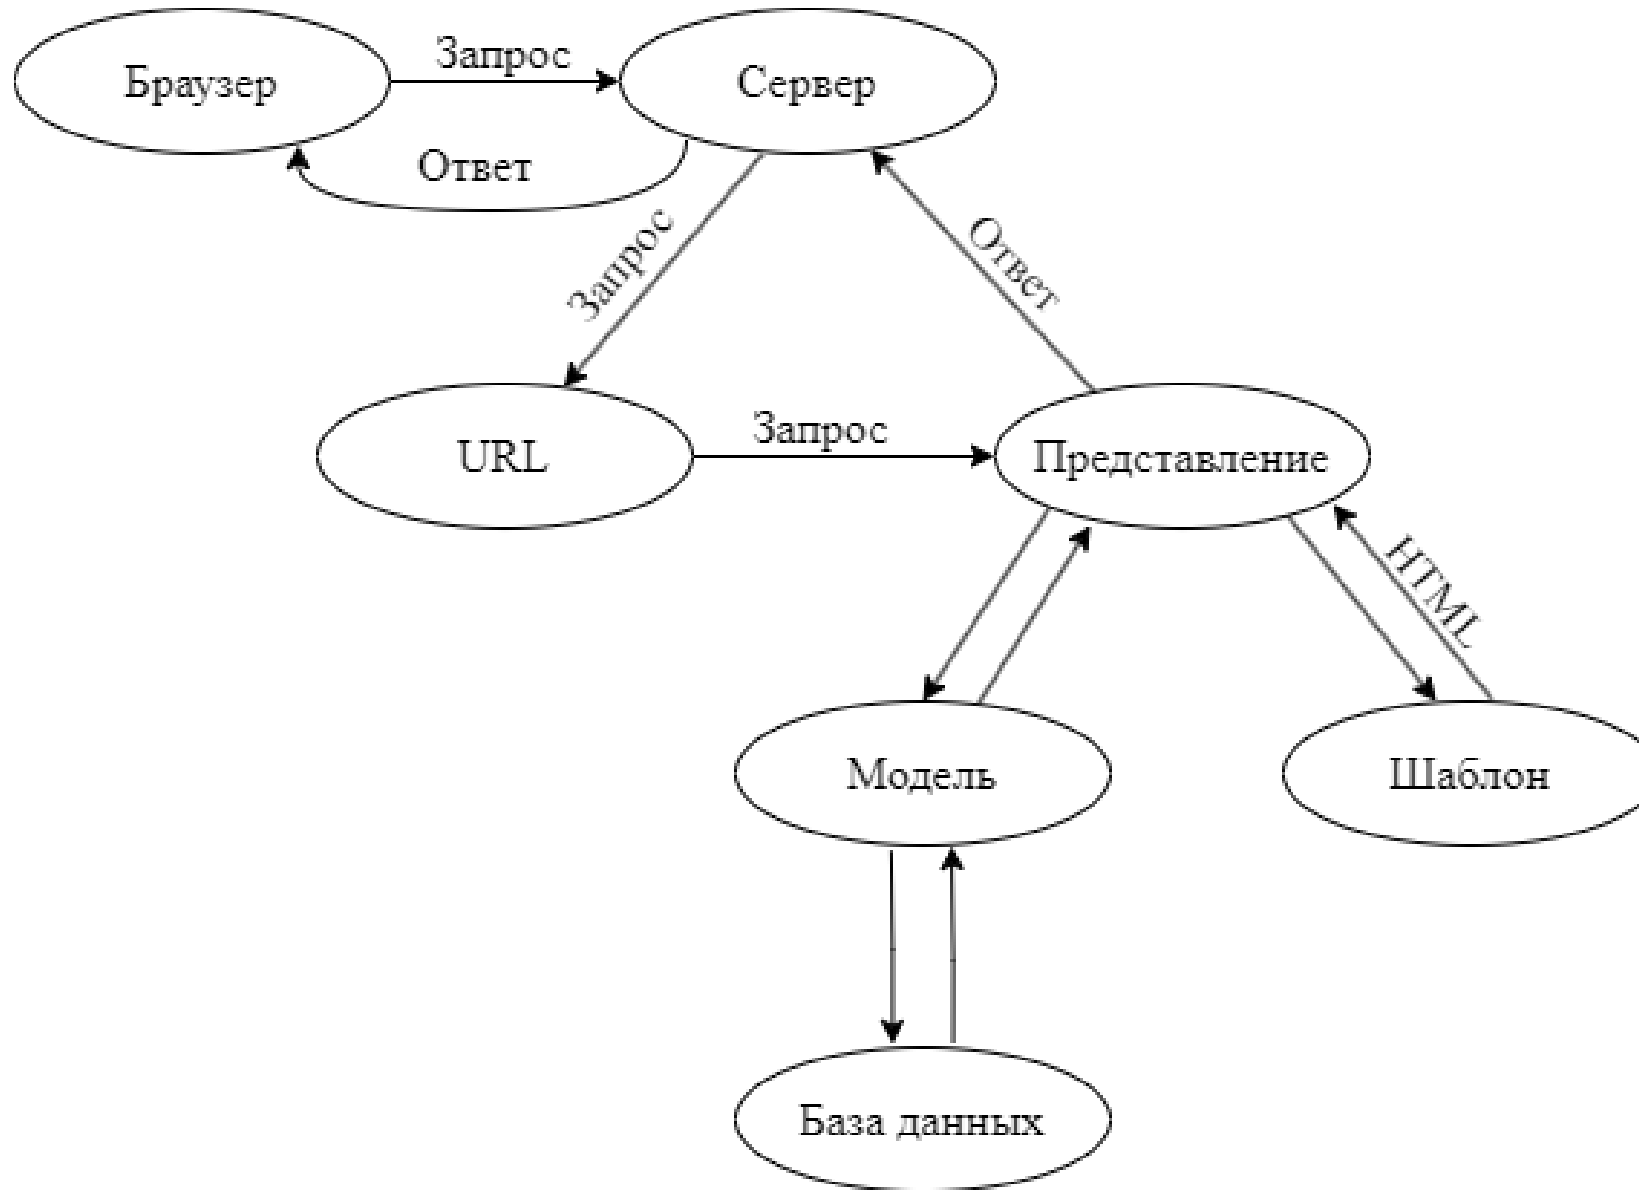 Браузер
Запрос
Сервер
Ответ
Запрос
Ответ
URL
Запрос
Представление
HTML
Модель
Шаблон
База данных